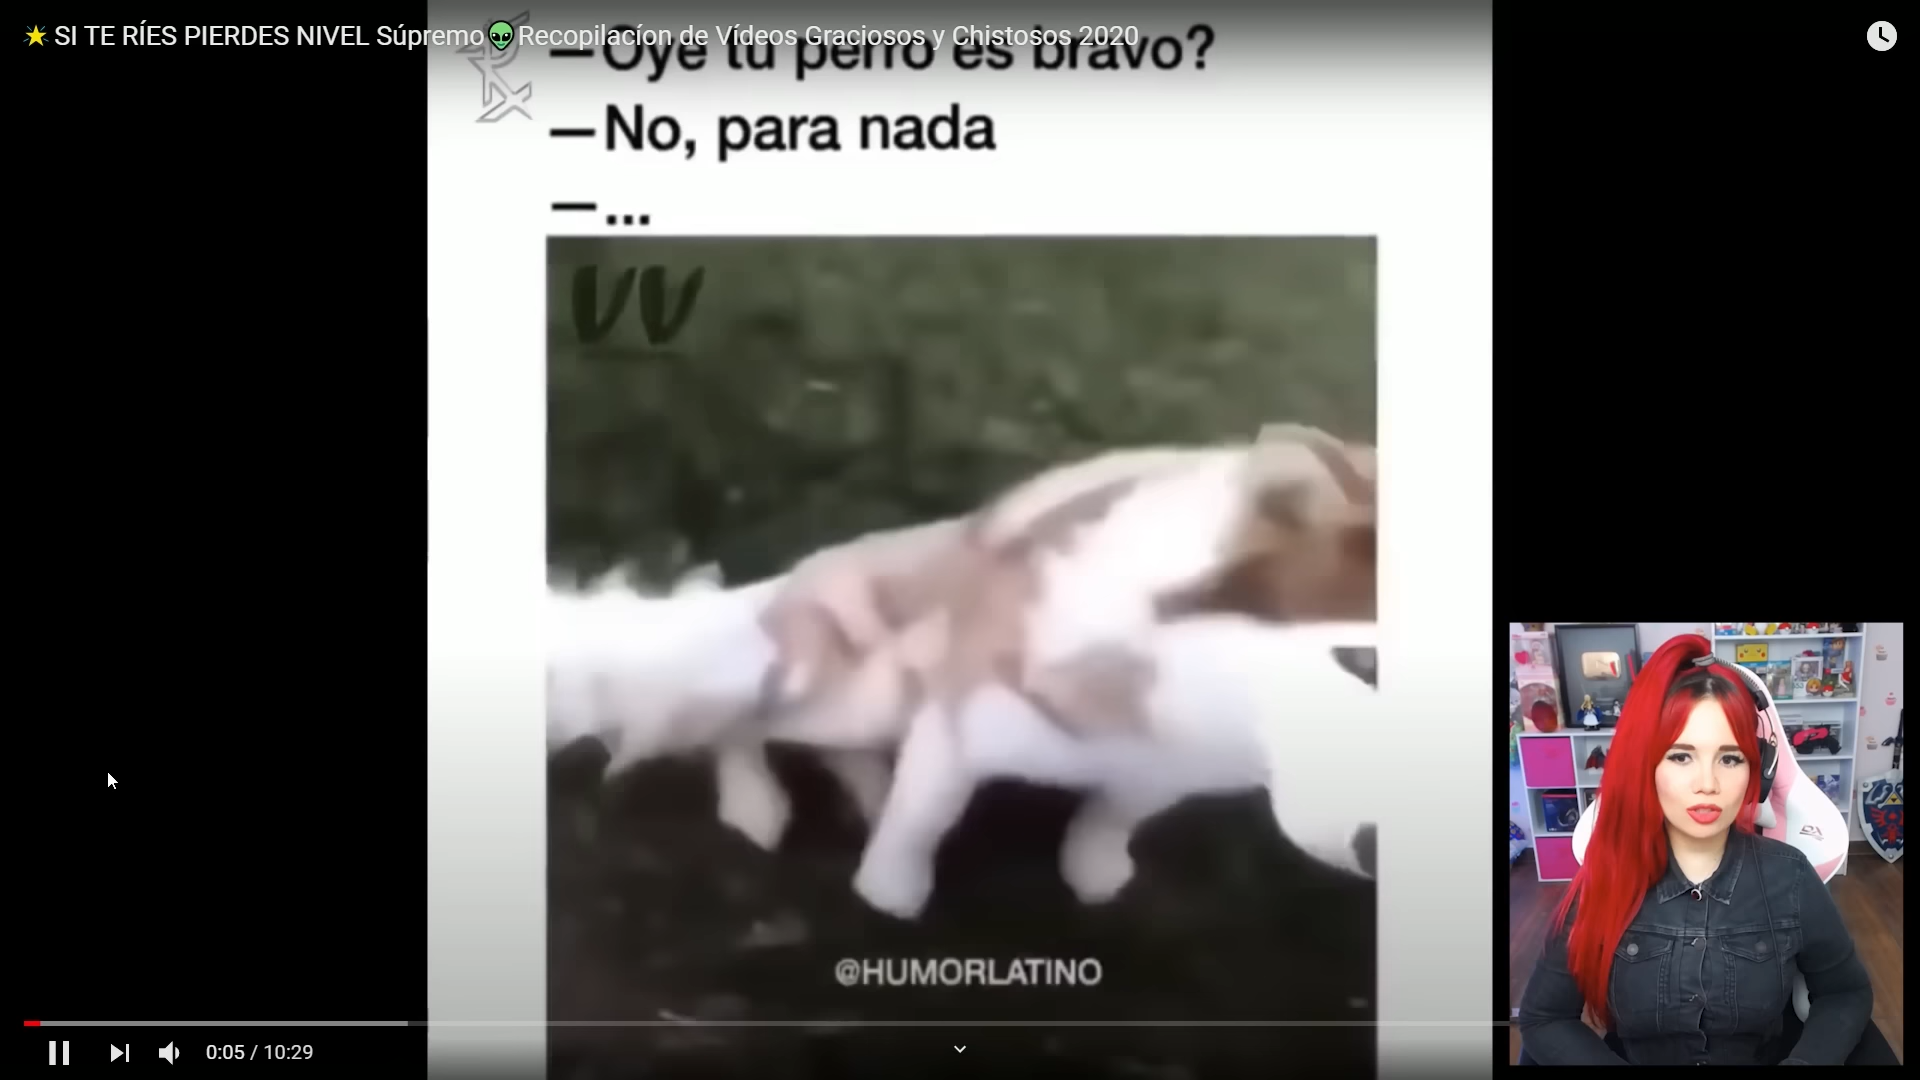 SI TE RÍES PIERDES NIVEL Súpremo👽Recopilacíon de Vídeos Graciosos y Chistosos 2020
—Oye tu perro es bravo?
—No, para nada
—...
VV
@HUMORLATINO
0:05 / 10:29